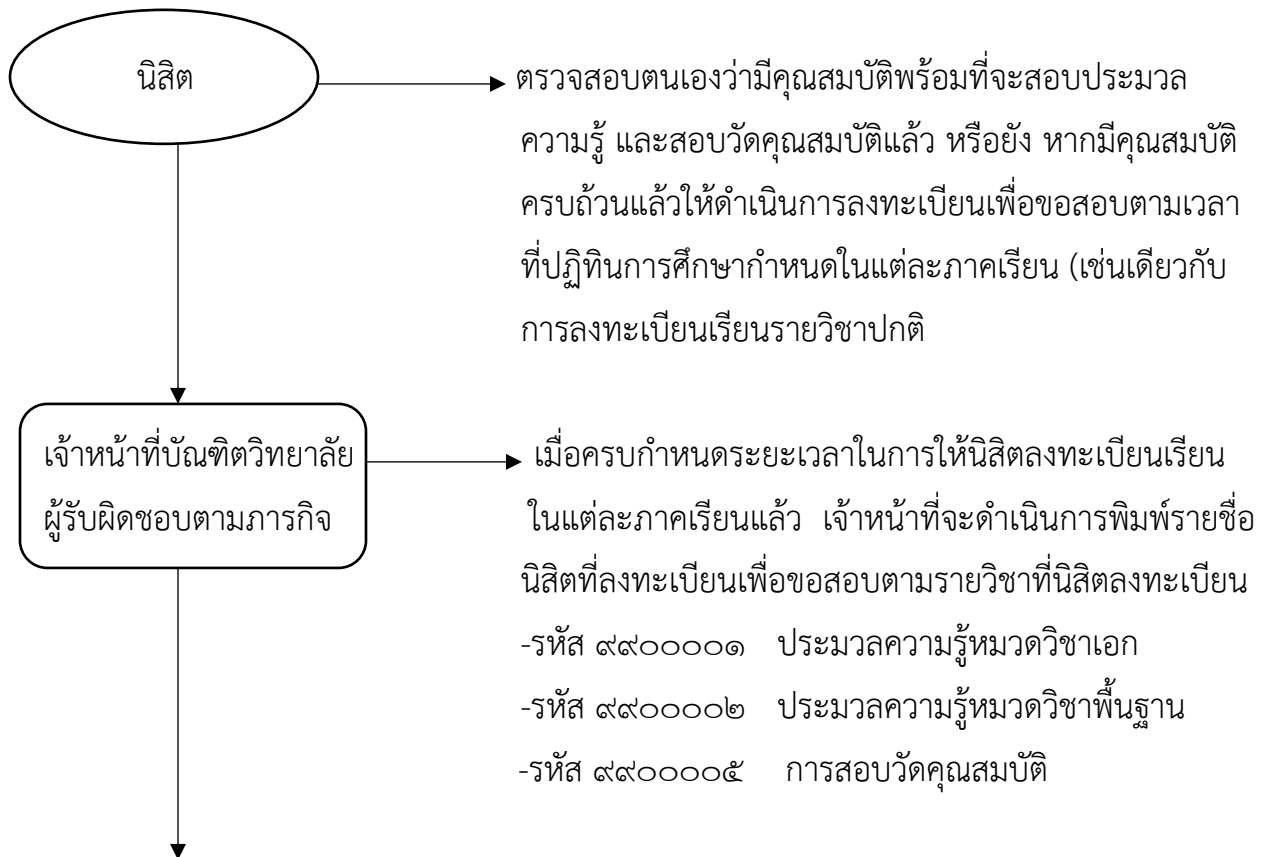 นิสิต
ตรวจสอบตนเองว่ามีคุณสมบัติพร้อมที่จะสอบประมวล
ความรู้ และสอบวัดคุณสมบัติแล้ว หรือยัง หากมีคุณสมบัติ
ครบถ้วนแล้วให้ดำเนินการลงทะเบียนเพื่อขอสอบตามเวลา
ที่ปฏิทินการศึกษากำหนดในแต่ละภาคเรียน (เช่นเดียวกับ
การลงทะเบียนเรียนรายวิชาปกติ
เจ้าหน้าที่บัณฑิตวิทยาลัย
ผู้รับผิดชอบตามภารกิจ
เมื่อครบกำหนดระยะเวลาในการให้นิสิตลงทะเบียนเรียน
ในแต่ละภาคเรียนแล้ว เจ้าหน้าที่จะดำเนินการพิมพ์รายชื่อ
นิสิตที่ลงทะเบียนเพื่อขอสอบตามรายวิชาที่นิสิตลงทะเบียน
-รหัส ๙๙๐๐๐๐๑ ประมวลความรู้หมวดวิชาเอก
-รหัส ๙๙๐๐๐๐๒ ประมวลความรู้หมวดวิชาพื้นฐาน
-รหัส ๙๙๐๐๐๐๕ การสอบวัดคุณสมบัติ